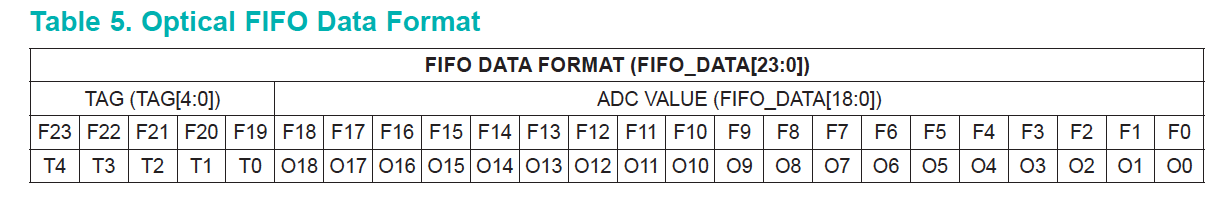 Table 5. Optical FIFO Data Format
FIFO DATA FORMAT (FIFO_DATA[23:0])
TAG (TAG[4:0]) ADC VALUE (FIFO_DATA[18:0])
F23 F22 F21 F20 F19 F18 F17 F16 F15 F14 F13 F12 F11 F10 F9 F8 F7 F6 F5 F4 F3 F2 F1 F0
T4 T3 T2 T1 T0 O18 O17 O16 O15 O14 O13 O12 O11 O10 O9 O8 O7 O6 O5 O4 O3 O2 O1 O0